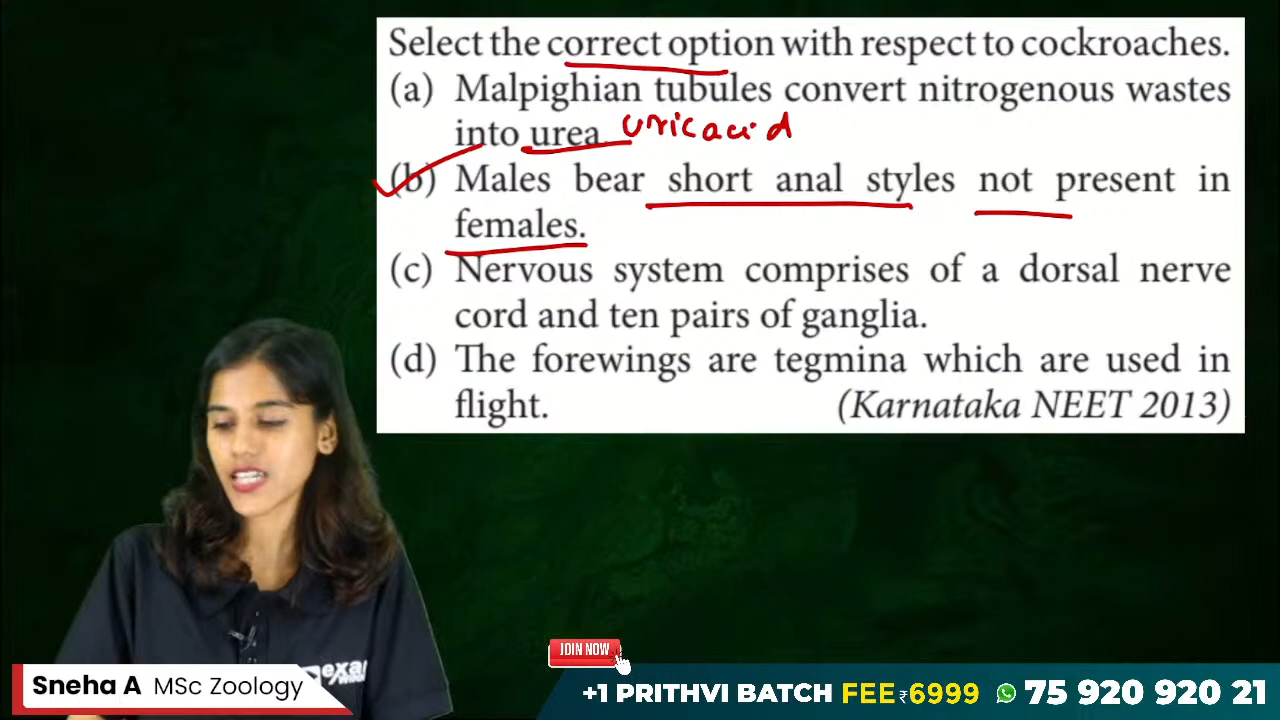 Select the correct option with respect to cockroaches.
(a) Malpighian tubules convert nitrogenous wastes
into urea. uric acid
(b) Males bear short anal styles not present in
females.
(c) Nervous system comprises of a dorsal nerve
cord and ten pairs of ganglia.
(d) The forewings are tegmina which are used in
flight. (Karnataka NEET 2013)
JOIN NOW
Sneha A MSc Zoology
+1 PRITHVI BATCH FEE ₹6999 75 920 920 21